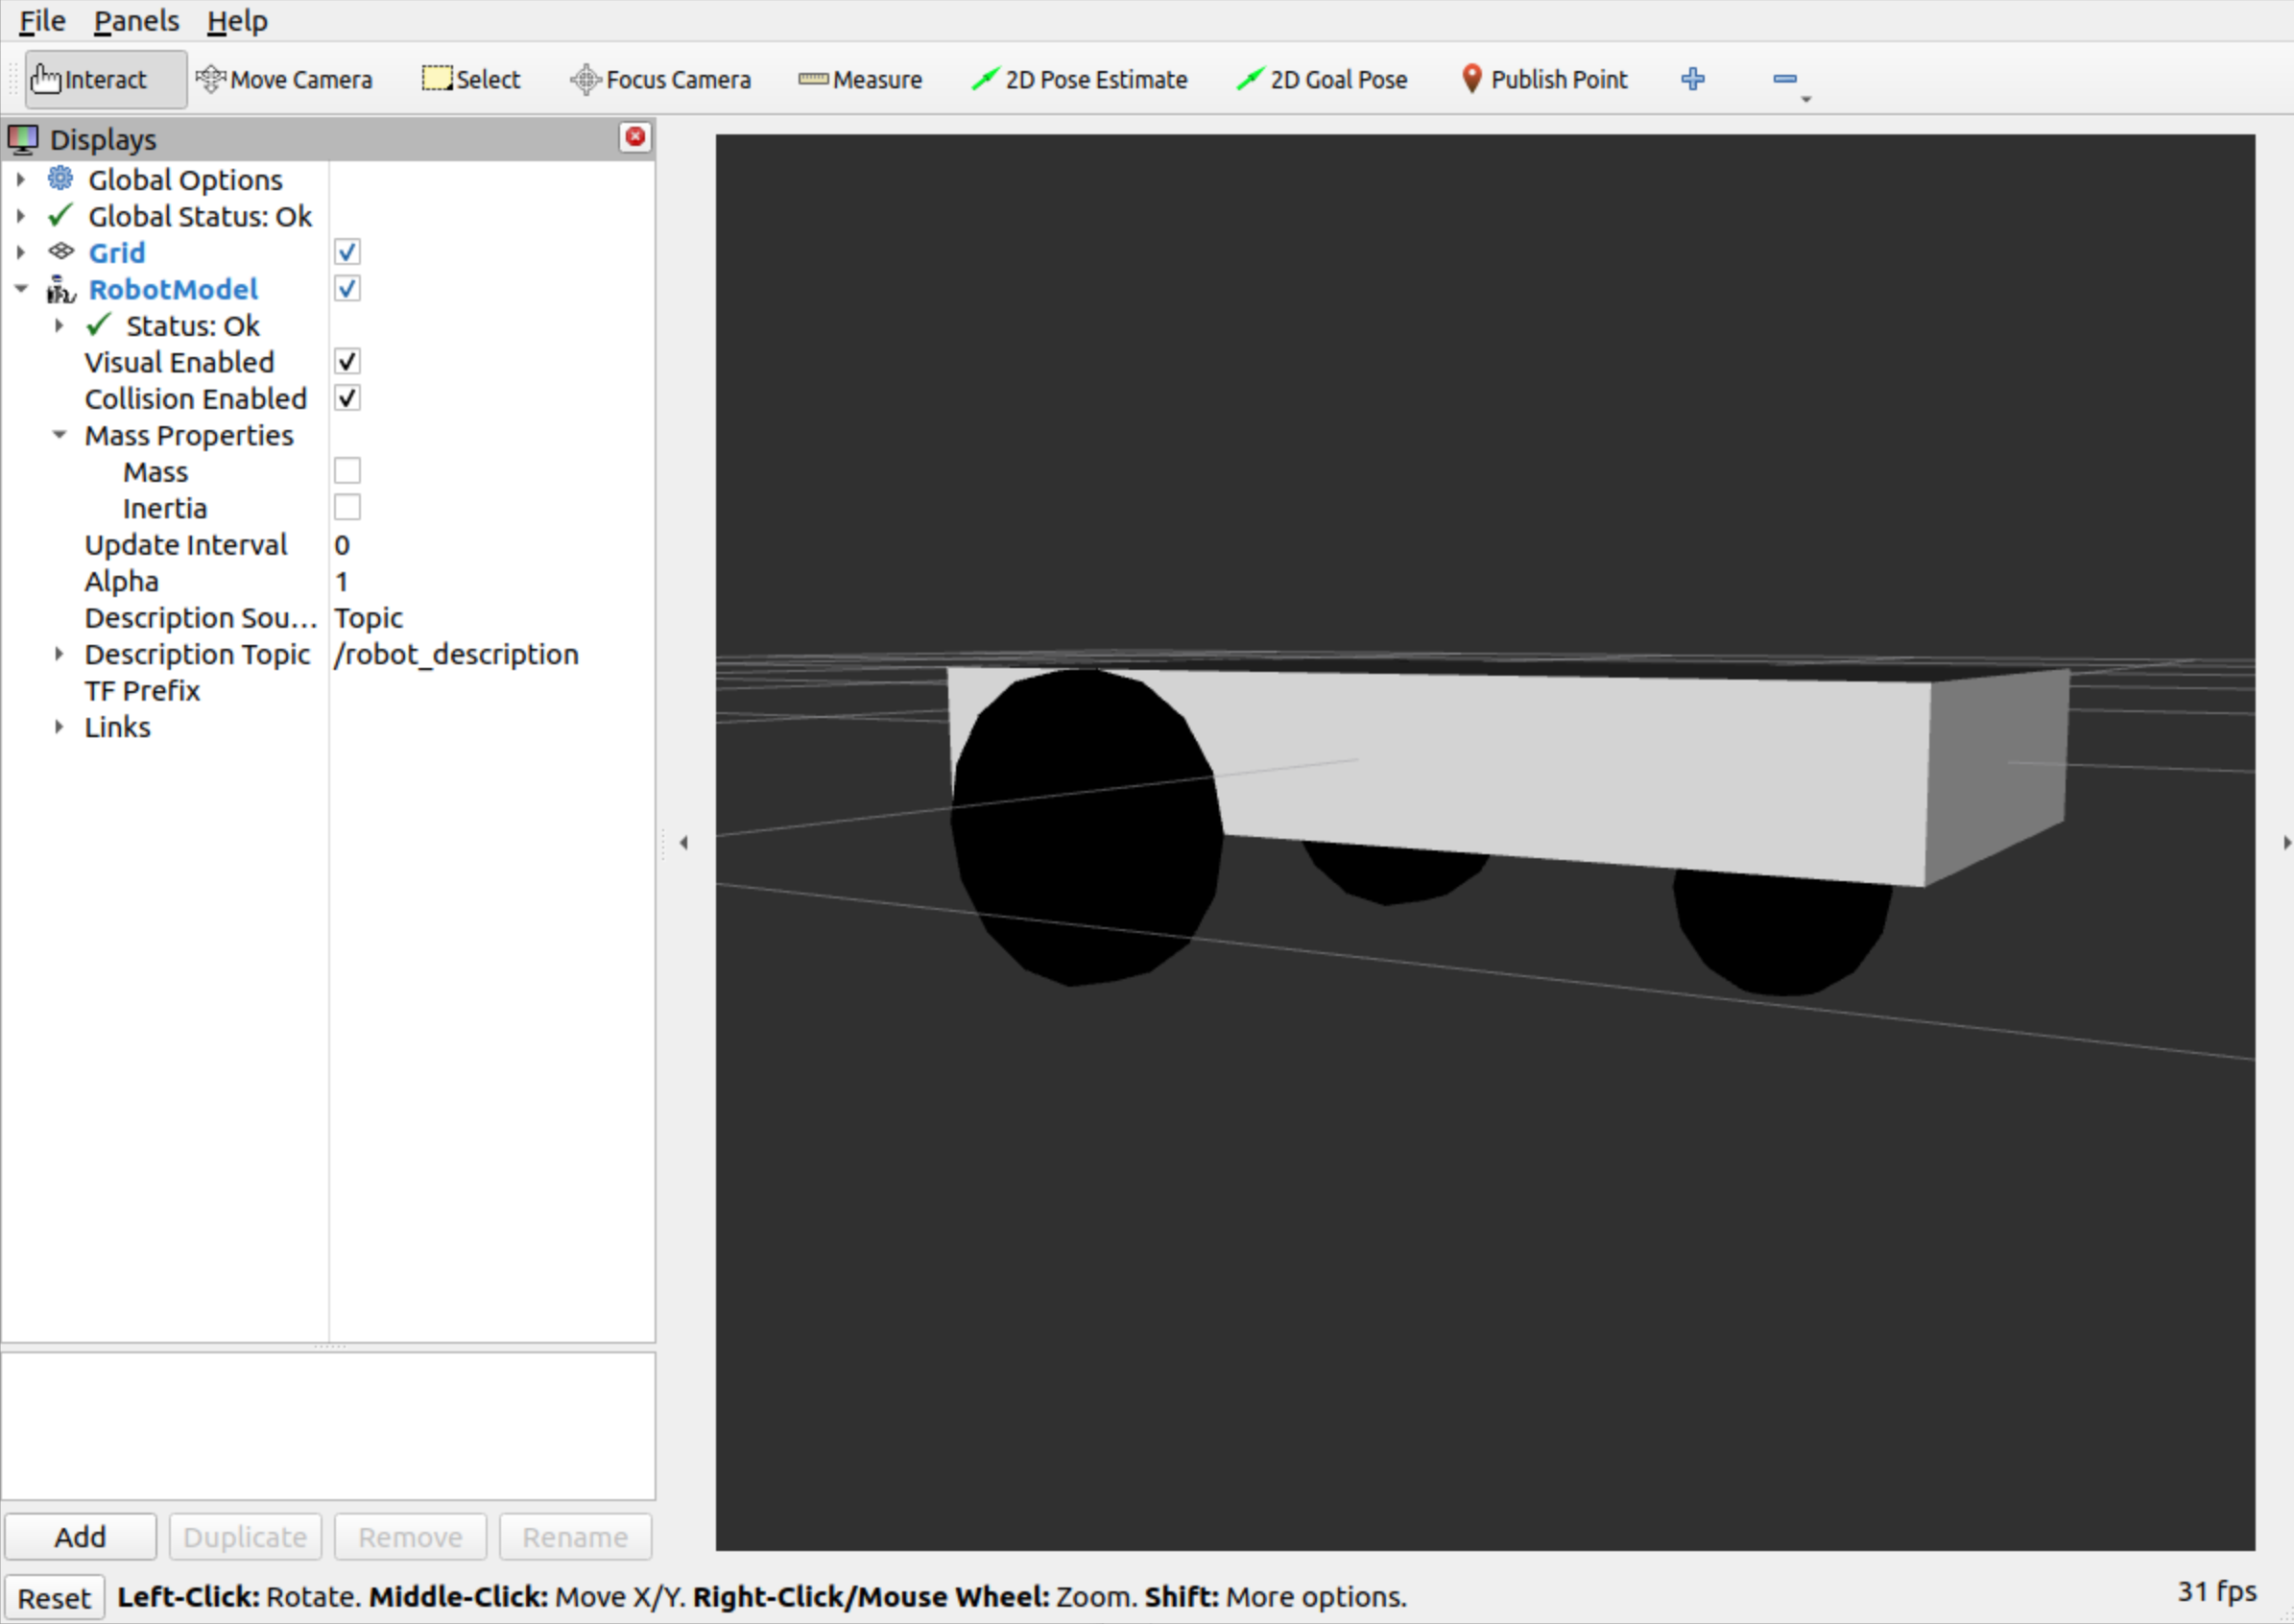 File Panels Help
Interact Move Camera Select Focus Camera Measure 2D Pose Estimate 2D Goal Pose Publish Point
Displays
Global Options
Global Status: Ok
Grid
RobotModel
Status: Ok
Visual Enabled
Collision Enabled
Mass Properties
Mass
Inertia
Update Interval 0
Alpha 1
Description Sou... Topic
Description Topic /robot_description
TF Prefix
Links
Add Duplicate Remove Rename
Reset Left-Click: Rotate. Middle-Click: Move X/Y. Right-Click/Mouse Wheel: Zoom. Shift: More options. 31 fps